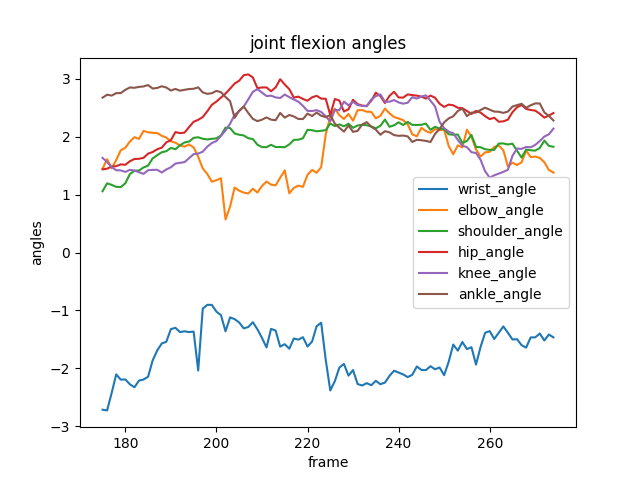 joint flexion angles
3
2
1
0
−1
−2
−3
angles
180
200
220
240
260
frame
wrist_angle
elbow_angle
shoulder_angle
hip_angle
knee_angle
ankle_angle